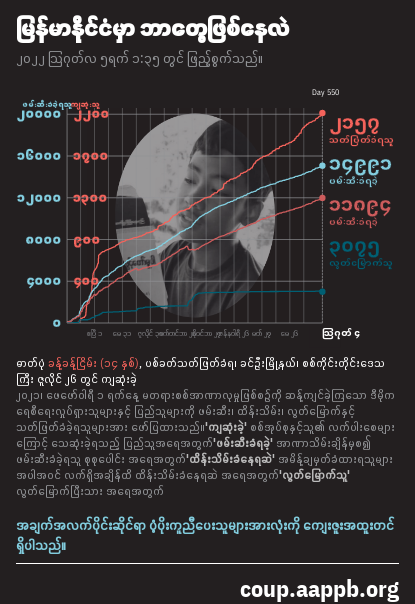 မြန်မာနိုင်ငံမှာ ဘာတွေဖြစ်နေလဲ
၂၀၂၂ ဩဂုတ်လ ၅ရက် ၁:၃၅ တွင် ဖြည့်စွက်သည်။
Day 550
ဖမ်းဆီးခံရသူ ကျဆုံးသူ
၂၀၀၀၀ ၂၂၀၀
၁၆၀၀၀
၁၂၀၀၀
၈၀၀၀ ၉၀၀
၄၀၀၀
၀
၂၁၅၇
သတ်ဖြတ်ခံရသူ
၁၄၉၉၁
ဖမ်းဆီးခံရခဲ့
၁၁၈၉၄
ဖမ်းဆီးခံရခဲ့
၃၀၇၅
လွတ်မြောက်သူ
ဩဂုတ် ၄
ဓာတ်ပုံ ခန့်ခန့်ငြိမ်း (၁၄ နှစ်), ပစ်ခတ်သတ်ဖြတ်ခံရ၊ ခင်ဦးမြို့နယ်၊ စစ်ကိုင်းတိုင်းဒေသ
ကြီး ဇူလိုင် ၂၆ တွင် ကျဆုံးခဲ့
၂၀၂၁၊ ဖေဖော်ဝါရီ ၁ ရက်နေ့ မတရားစစ်အာဏာလုမှုဖြစ်စဉ်ကို ဆန့်ကျင်ခဲ့ကြသော ဒီမိုက
ရေစီရေးလှုပ်ရှားသူများနှင့် ပြည်သူများကို ဖမ်းဆီး၊ ထိန်းသိမ်း၊ လွတ်မြောက်နှင့်
သတ်ဖြတ်ခံခဲ့ရသူများအား ဖော်ပြထားသည်။'ကျဆုံးခဲ့' စစ်အုပ်စုနှင့်သူ၏ လက်ပါးစေများ
ကြောင့် သေဆုံးခဲ့ရသည့် ပြည်သူအရေအတွက်'ဖမ်းဆီးခံရခဲ့' အာဏာသိမ်းချိန်မှစ၍
ဖမ်းဆီးခံခဲ့ရသူ စုစုပေါင်း အရေအတွက်'ထိန်းသိမ်းခံနေရဆဲ' အမိန့်ချမှတ်ခံထားရသူများ
အပါအဝင် လက်ရှိအချိန်ထိ ထိန်းသိမ်းခံနေရဆဲ အရေအတွက်'လွတ်မြောက်သူ'
လွတ်မြောက်ပြီးသား အရေအတွက်
အချက်အလက်ပိုင်းဆိုင်ရာ ပံ့ပိုးကူညီပေးသူများအားလုံးကို ကျေးဇူးအထူးတင်
ရှိပါသည်။
coup.aappb.org